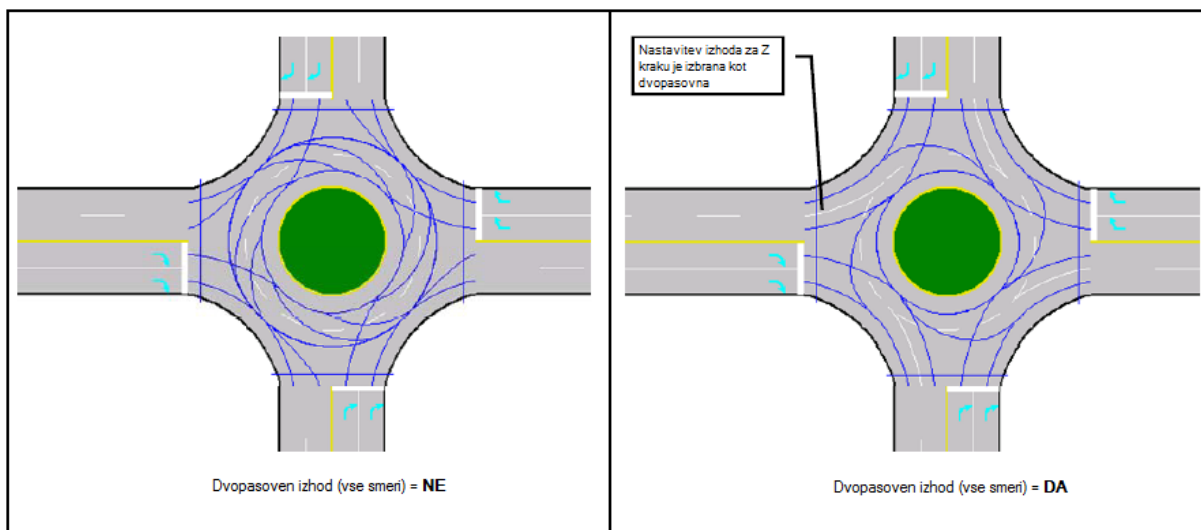 Nastavitev izhoda za Z
kraku je izbrana kot
dvopasovna
Dvopasoven izhod (vse smeri) = NE
Dvopasoven izhod (vse smeri) = DA